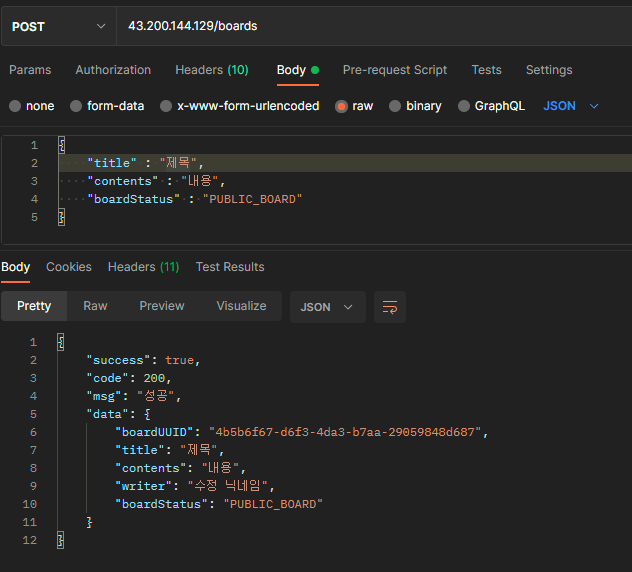 POST 43.200.144.129/boards
Params Authorization Headers (10) Body Pre-request Script Tests Settings
none form-data x-www-form-urlencoded raw binary GraphQL JSON
1 {
2 "title" : "제목",
3 "contents" : "내용",
4 "boardStatus" : "PUBLIC_BOARD"
5 }
Body Cookies Headers (11) Test Results
Pretty Raw Preview Visualize JSON
1 {
2 "success": true,
3 "code": 200,
4 "msg": "성공",
5 "data": {
6 "boardUUID": "4b5b6f67-d6f3-4da3-b7aa-29059848d687",
7 "title": "제목",
8 "contents": "내용",
9 "writer": "수정 닉네임",
10 "boardStatus": "PUBLIC_BOARD"
11 }
12 }